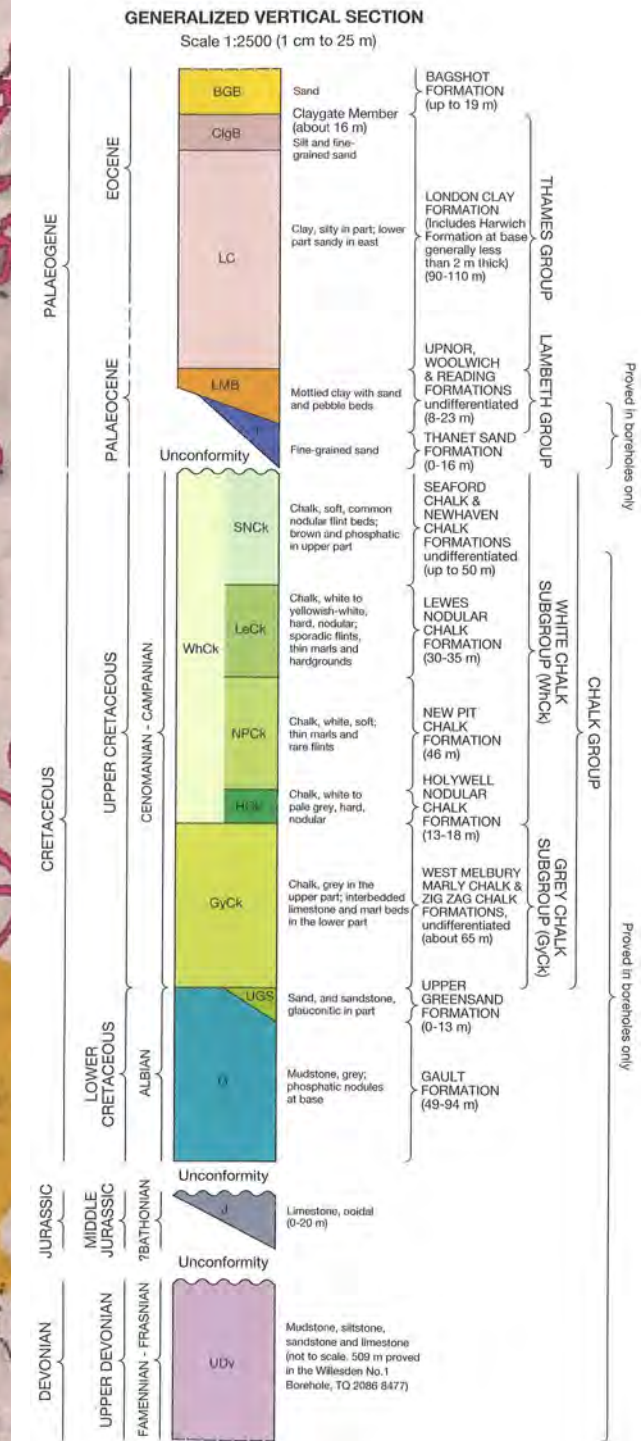 GENERALIZED VERTICAL SECTION
Scale 1:2500 (1 cm to 25 m)
PALAEOGENE
EOCENE
PALAEOCENE
BGB
Sand
BAGSHOT
FORMATION
(up to 19 m)
ClgB
Claygate Member
(about 16 m)
Silt and fine-
grained sand
LC
Clay, silty in part; lower
part sandy in east
LONDON CLAY
FORMATION
(Includes Harwich
Formation at base
generally less
than 2 m thick)
(90-110 m)
THAMES GROUP
LMB
Mottled clay with sand
and pebble beds
UPNOR,
WOOLWICH
& READING
FORMATIONS
undifferentiated
(8-23 m)
LAMBETH GROUP
T
Fine-grained sand
THANET SAND
FORMATION
(0-16 m)
Proved in boreholes only
Unconformity
CRETACEOUS
UPPER CRETACEOUS
CENOMANIAN - CAMPANIAN
WhCk
SNCk
Chalk, soft, common
nodular flint beds;
brown and phosphatic
in upper part
SEAFORD
CHALK &
NEWHAVEN
CHALK
FORMATIONS
undifferentiated
(up to 50 m)
LeCk
Chalk, white to
yellowish-white,
hard, nodular;
sporadic flints,
thin marls and
hardgrounds
LEWES
NODULAR
CHALK
FORMATION
(30-35 m)
NPCk
Chalk, white, soft;
thin marls and
rare flints
NEW PIT
CHALK
FORMATION
(46 m)
Chalk, white to
pale grey, hard,
nodular
HOLYWELL
NODULAR
CHALK
FORMATION
(13-18 m)
WHITE CHALK
SUBGROUP (WhCk)
CHALK GROUP
GyCk
Chalk, grey in the
upper part; interbedded
limestone and marl beds
in the lower part
WEST MELBURY
MARLY CHALK &
ZIG ZAG CHALK
FORMATIONS,
undifferentiated
(about 65 m)
GREY CHALK
SUBGROUP (GyCk)
LOWER
CRETACEOUS
ALBIAN
UGS
Sand, and sandstone,
glauconitic in part
UPPER
GREENSAND
FORMATION
(0-13 m)
G
Mudstone, grey;
phosphatic nodules
at base
GAULT
FORMATION
(49-94 m)
Proved in boreholes only
Unconformity
JURASSIC
MIDDLE
JURASSIC
?BATHONIAN
J
Limestone, ooidal
(0-20 m)
Unconformity
DEVONIAN
UPPER DEVONIAN
FAMENNIAN - FRASNIAN
UDv
Mudstone, siltstone,
sandstone and limestone
(not to scale. 509 m proved
in the Willesden No.1
Borehole, TQ 2086 8477)